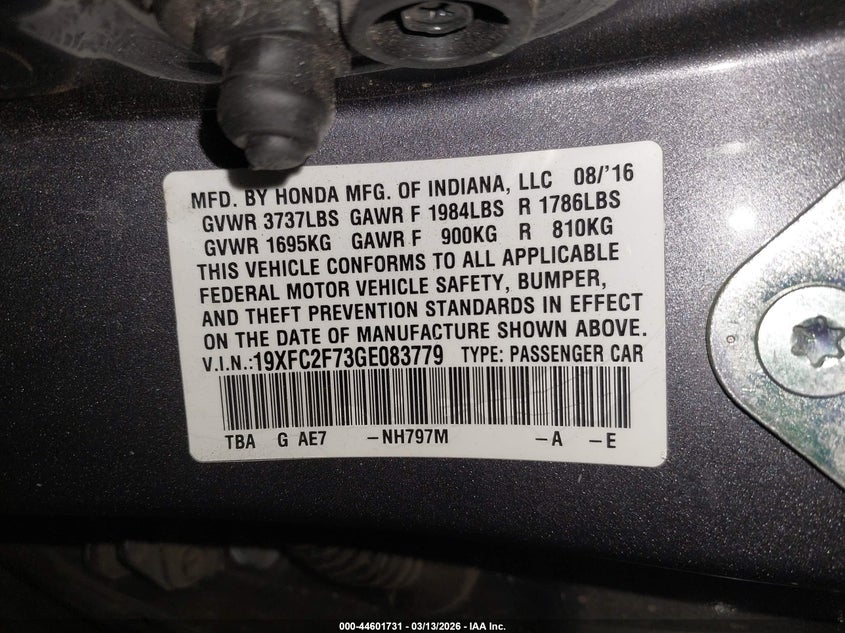 MFD. BY HONDA MFG. OF INDIANA, LLC 08/'16
GVWR 3737LBS GAWR F 1984LBS R 1786LBS
GVWR 1695KG GAWR F 900KG R 810KG
THIS VEHICLE CONFORMS TO ALL APPLICABLE
FEDERAL MOTOR VEHICLE SAFETY, BUMPER,
AND THEFT PREVENTION STANDARDS IN EFFECT
ON THE DATE OF MANUFACTURE SHOWN ABOVE.
V.I.N.:19XFC2F73GE083779 TYPE: PASSENGER CAR
TBA G AE7 -NH797M -A -E
000-44601731 - 03/13/2026 - IAA Inc.